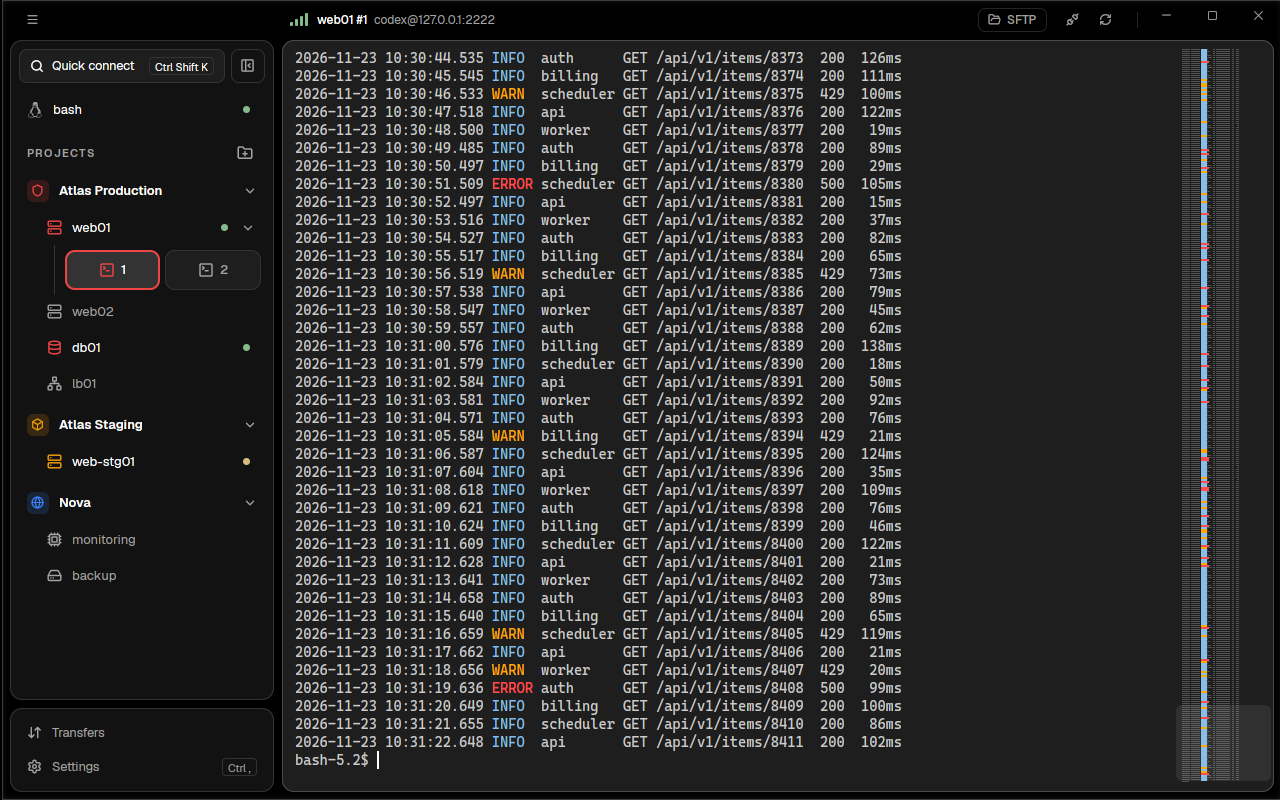 web01 #1 codex@127.0.0.1:2222
SFTP
Quick connect Ctrl Shift K
bash
PROJECTS
Atlas Production
web01
1 2
web02
db01
lb01
Atlas Staging
web-stg01
Nova
monitoring
backup
Transfers
Settings Ctrl ,
2026-11-23 10:30:44.535 INFO auth GET /api/v1/items/8373 200 126ms
2026-11-23 10:30:45.545 INFO billing GET /api/v1/items/8374 200 111ms
2026-11-23 10:30:46.533 WARN scheduler GET /api/v1/items/8375 429 100ms
2026-11-23 10:30:47.518 INFO api GET /api/v1/items/8376 200 122ms
2026-11-23 10:30:48.500 INFO worker GET /api/v1/items/8377 200 19ms
2026-11-23 10:30:49.485 INFO auth GET /api/v1/items/8378 200 89ms
2026-11-23 10:30:50.497 INFO billing GET /api/v1/items/8379 200 29ms
2026-11-23 10:30:51.509 ERROR scheduler GET /api/v1/items/8380 500 105ms
2026-11-23 10:30:52.497 INFO api GET /api/v1/items/8381 200 15ms
2026-11-23 10:30:53.516 INFO worker GET /api/v1/items/8382 200 37ms
2026-11-23 10:30:54.527 INFO auth GET /api/v1/items/8383 200 82ms
2026-11-23 10:30:55.517 INFO billing GET /api/v1/items/8384 200 65ms
2026-11-23 10:30:56.519 WARN scheduler GET /api/v1/items/8385 429 73ms
2026-11-23 10:30:57.538 INFO api GET /api/v1/items/8386 200 79ms
2026-11-23 10:30:58.547 INFO worker GET /api/v1/items/8387 200 45ms
2026-11-23 10:30:59.557 INFO auth GET /api/v1/items/8388 200 62ms
2026-11-23 10:31:00.576 INFO billing GET /api/v1/items/8389 200 138ms
2026-11-23 10:31:01.579 INFO scheduler GET /api/v1/items/8390 200 18ms
2026-11-23 10:31:02.584 INFO api GET /api/v1/items/8391 200 50ms
2026-11-23 10:31:03.581 INFO worker GET /api/v1/items/8392 200 92ms
2026-11-23 10:31:04.571 INFO auth GET /api/v1/items/8393 200 76ms
2026-11-23 10:31:05.584 WARN billing GET /api/v1/items/8394 429 21ms
2026-11-23 10:31:06.587 INFO scheduler GET /api/v1/items/8395 200 124ms
2026-11-23 10:31:07.604 INFO api GET /api/v1/items/8396 200 35ms
2026-11-23 10:31:08.618 INFO worker GET /api/v1/items/8397 200 109ms
2026-11-23 10:31:09.621 INFO auth GET /api/v1/items/8398 200 76ms
2026-11-23 10:31:10.624 INFO billing GET /api/v1/items/8399 200 46ms
2026-11-23 10:31:11.609 INFO scheduler GET /api/v1/items/8400 200 122ms
2026-11-23 10:31:12.628 INFO api GET /api/v1/items/8401 200 21ms
2026-11-23 10:31:13.641 INFO worker GET /api/v1/items/8402 200 73ms
2026-11-23 10:31:14.658 INFO auth GET /api/v1/items/8403 200 89ms
2026-11-23 10:31:15.640 INFO billing GET /api/v1/items/8404 200 65ms
2026-11-23 10:31:16.659 WARN scheduler GET /api/v1/items/8405 429 119ms
2026-11-23 10:31:17.662 INFO api GET /api/v1/items/8406 200 21ms
2026-11-23 10:31:18.656 WARN worker GET /api/v1/items/8407 429 20ms
2026-11-23 10:31:19.636 ERROR auth GET /api/v1/items/8408 500 99ms
2026-11-23 10:31:20.649 INFO billing GET /api/v1/items/8409 200 100ms
2026-11-23 10:31:21.655 INFO scheduler GET /api/v1/items/8410 200 86ms
2026-11-23 10:31:22.648 INFO api GET /api/v1/items/8411 200 102ms
bash-5.2$